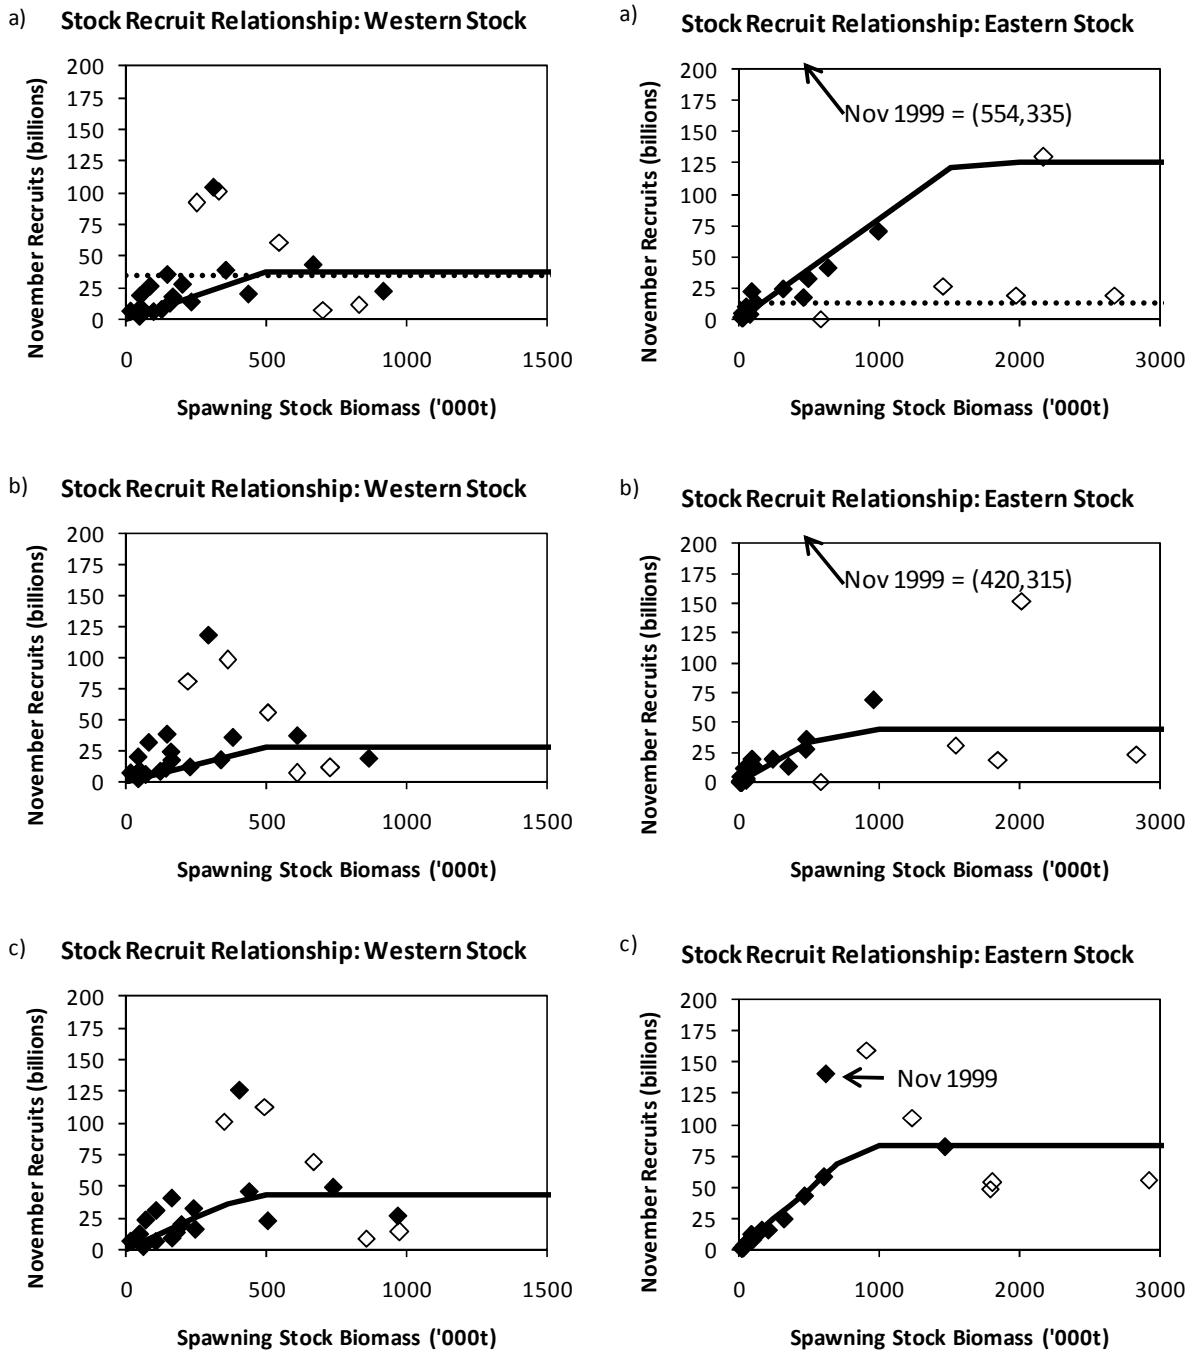 a) Stock Recruit Relationship: Western Stock
November Recruits (billions)
200
175
150
125
100
75
50
25
0
0 500 1000 1500
Spawning Stock Biomass ('000t)
a) Stock Recruit Relationship: Eastern Stock
November Recruits (billions)
200
175
150
125
100
75
50
25
0
Nov 1999 = (554,335)
0 1000 2000 3000
Spawning Stock Biomass ('000t)
b) Stock Recruit Relationship: Western Stock
November Recruits (billions)
200
175
150
125
100
75
50
25
0
0 500 1000 1500
Spawning Stock Biomass ('000t)
b) Stock Recruit Relationship: Eastern Stock
November Recruits (billions)
200
175
150
125
100
75
50
25
0
Nov 1999 = (420,315)
0 1000 2000 3000
Spawning Stock Biomass ('000t)
c) Stock Recruit Relationship: Western Stock
November Recruits (billions)
200
175
150
125
100
75
50
25
0
0 500 1000 1500
Spawning Stock Biomass ('000t)
c) Stock Recruit Relationship: Eastern Stock
November Recruits (billions)
200
175
150
125
100
75
50
25
0
Nov 1999
0 1000 2000 3000
Spawning Stock Biomass ('000t)